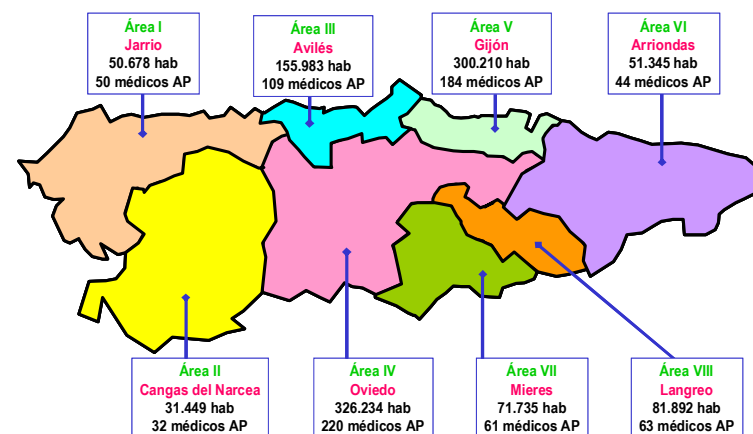 Área I
Jarrio
50.678 hab
50 médicos AP
Área III
Avilés
155.983 hab
109 médicos AP
Área V
Gijón
300.210 hab
184 médicos AP
Área VI
Arriondas
51.345 hab
44 médicos AP
Área II
Cangas del Narcea
31.449 hab
32 médicos AP
Área IV
Oviedo
326.234 hab
220 médicos AP
Área VII
Mieres
71.735 hab
61 médicos AP
Área VIII
Langreo
81.892 hab
63 médicos AP